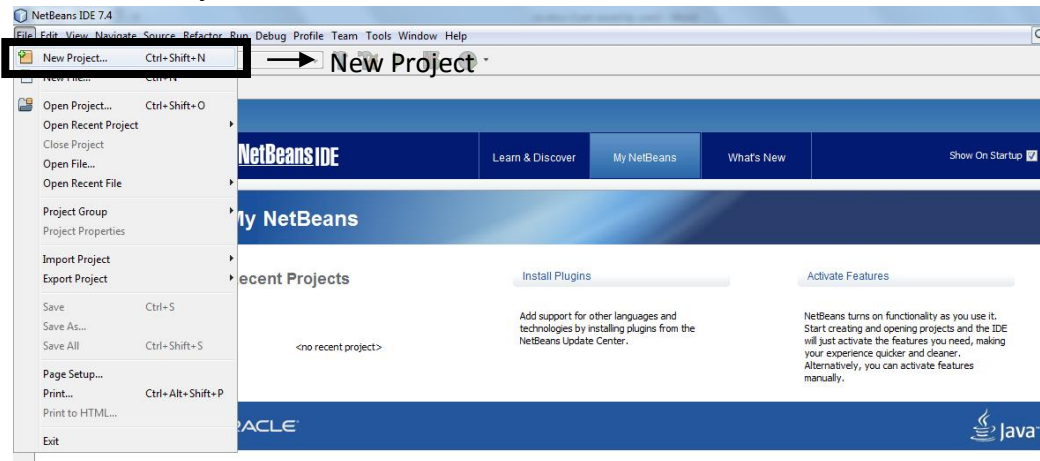 NetBeans IDE 7.4
File Edit View Navigate Source Refactor Run Debug Profile Team Tools Window Help
New Project... Ctrl+Shift+N
New Project
New File... Ctrl+N
Open Project... Ctrl+Shift+O
Open Recent Project
Close Project
Open File...
Open Recent File
Project Group
Project Properties
Import Project
Export Project
Save Ctrl+S
Save As...
Save All Ctrl+Shift+S
Page Setup...
Print... Ctrl+Alt+Shift+P
Print to HTML...
Exit
NetBeans IDE
Learn & Discover
My NetBeans
What's New
Show On Startup
My NetBeans
ecent Projects
<no recent project>
Install Plugins
Add support for other languages and
technologies by installing plugins from the
NetBeans Update Center.
Activate Features
NetBeans turns on functionality as you use it.
Start creating and opening projects and the IDE
will just activate the features you need, making
your experience quicker and cleaner.
Alternatively, you can activate features
manually.
RACLE
Java